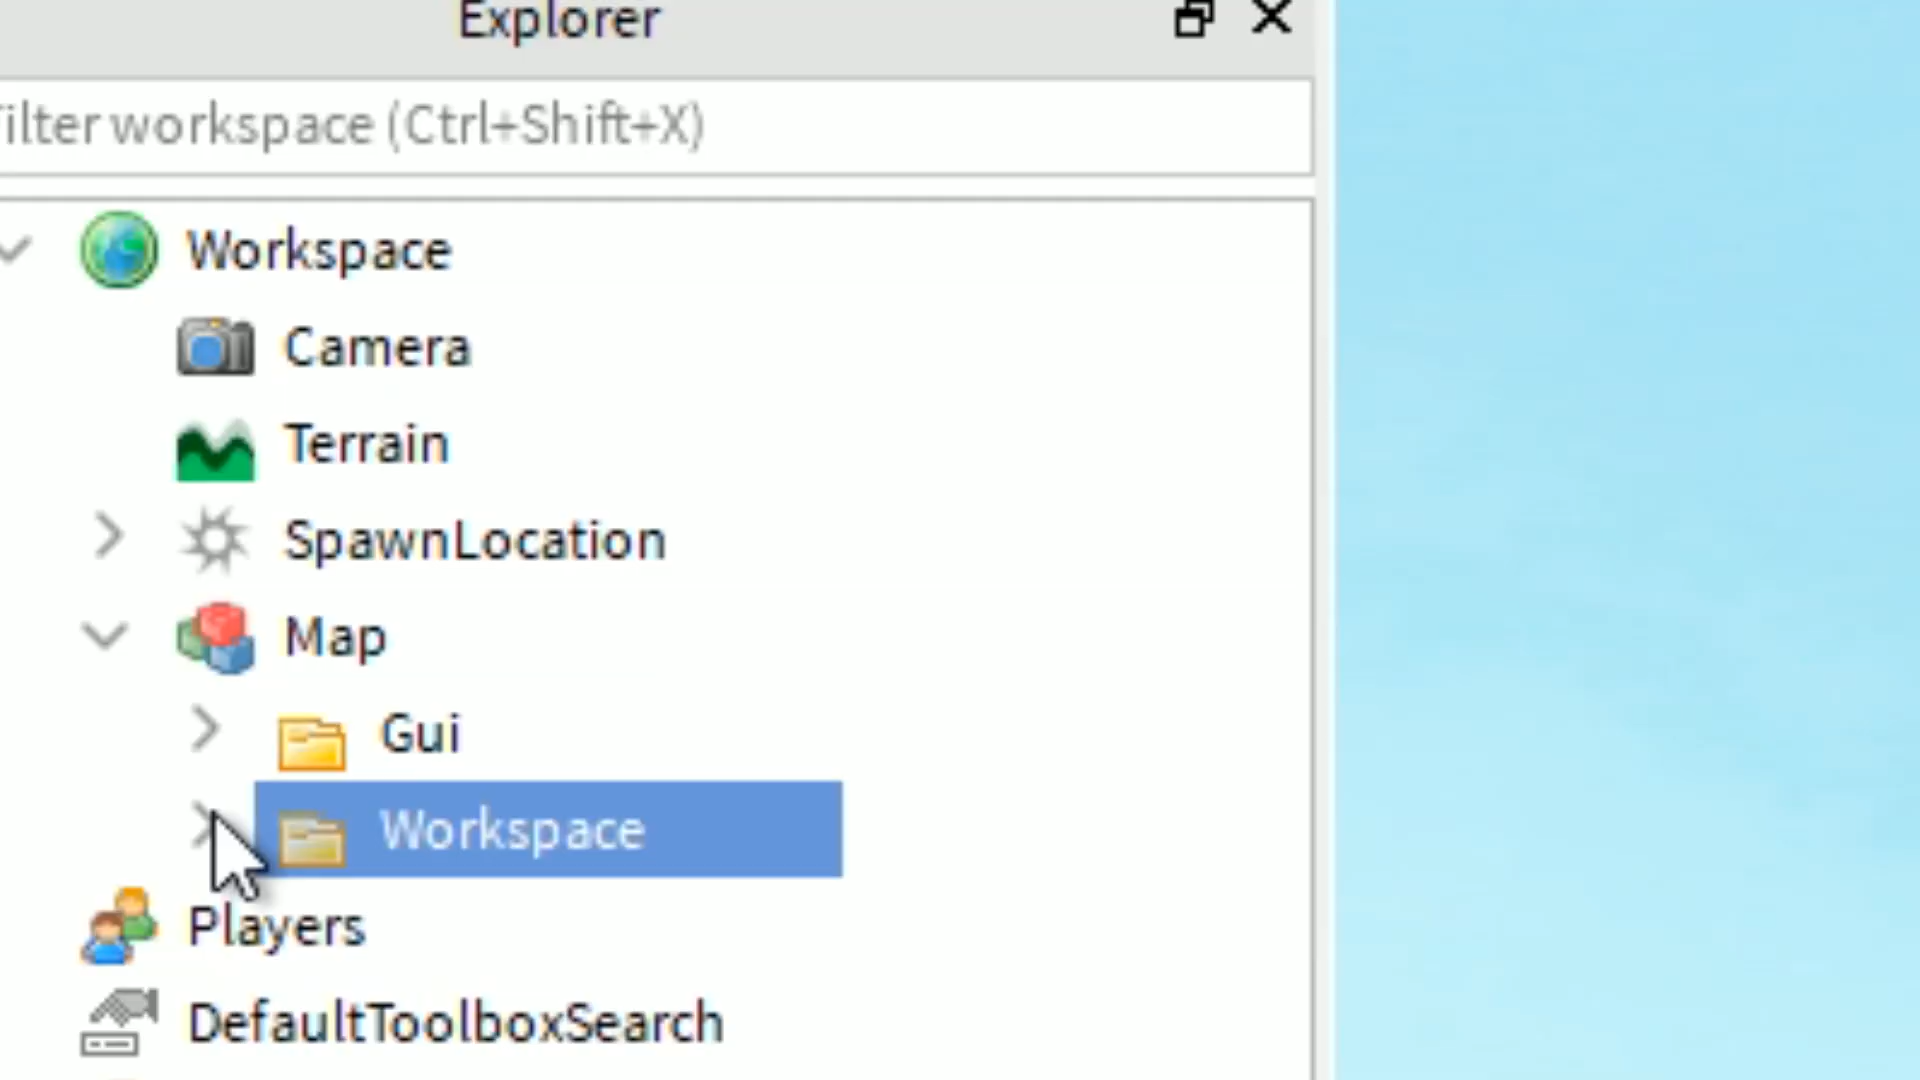 Explorer
ilter workspace (Ctrl+Shift+X)
Workspace
Camera
Terrain
SpawnLocation
Map
Gui
Workspace
Players
DefaultToolboxSearch